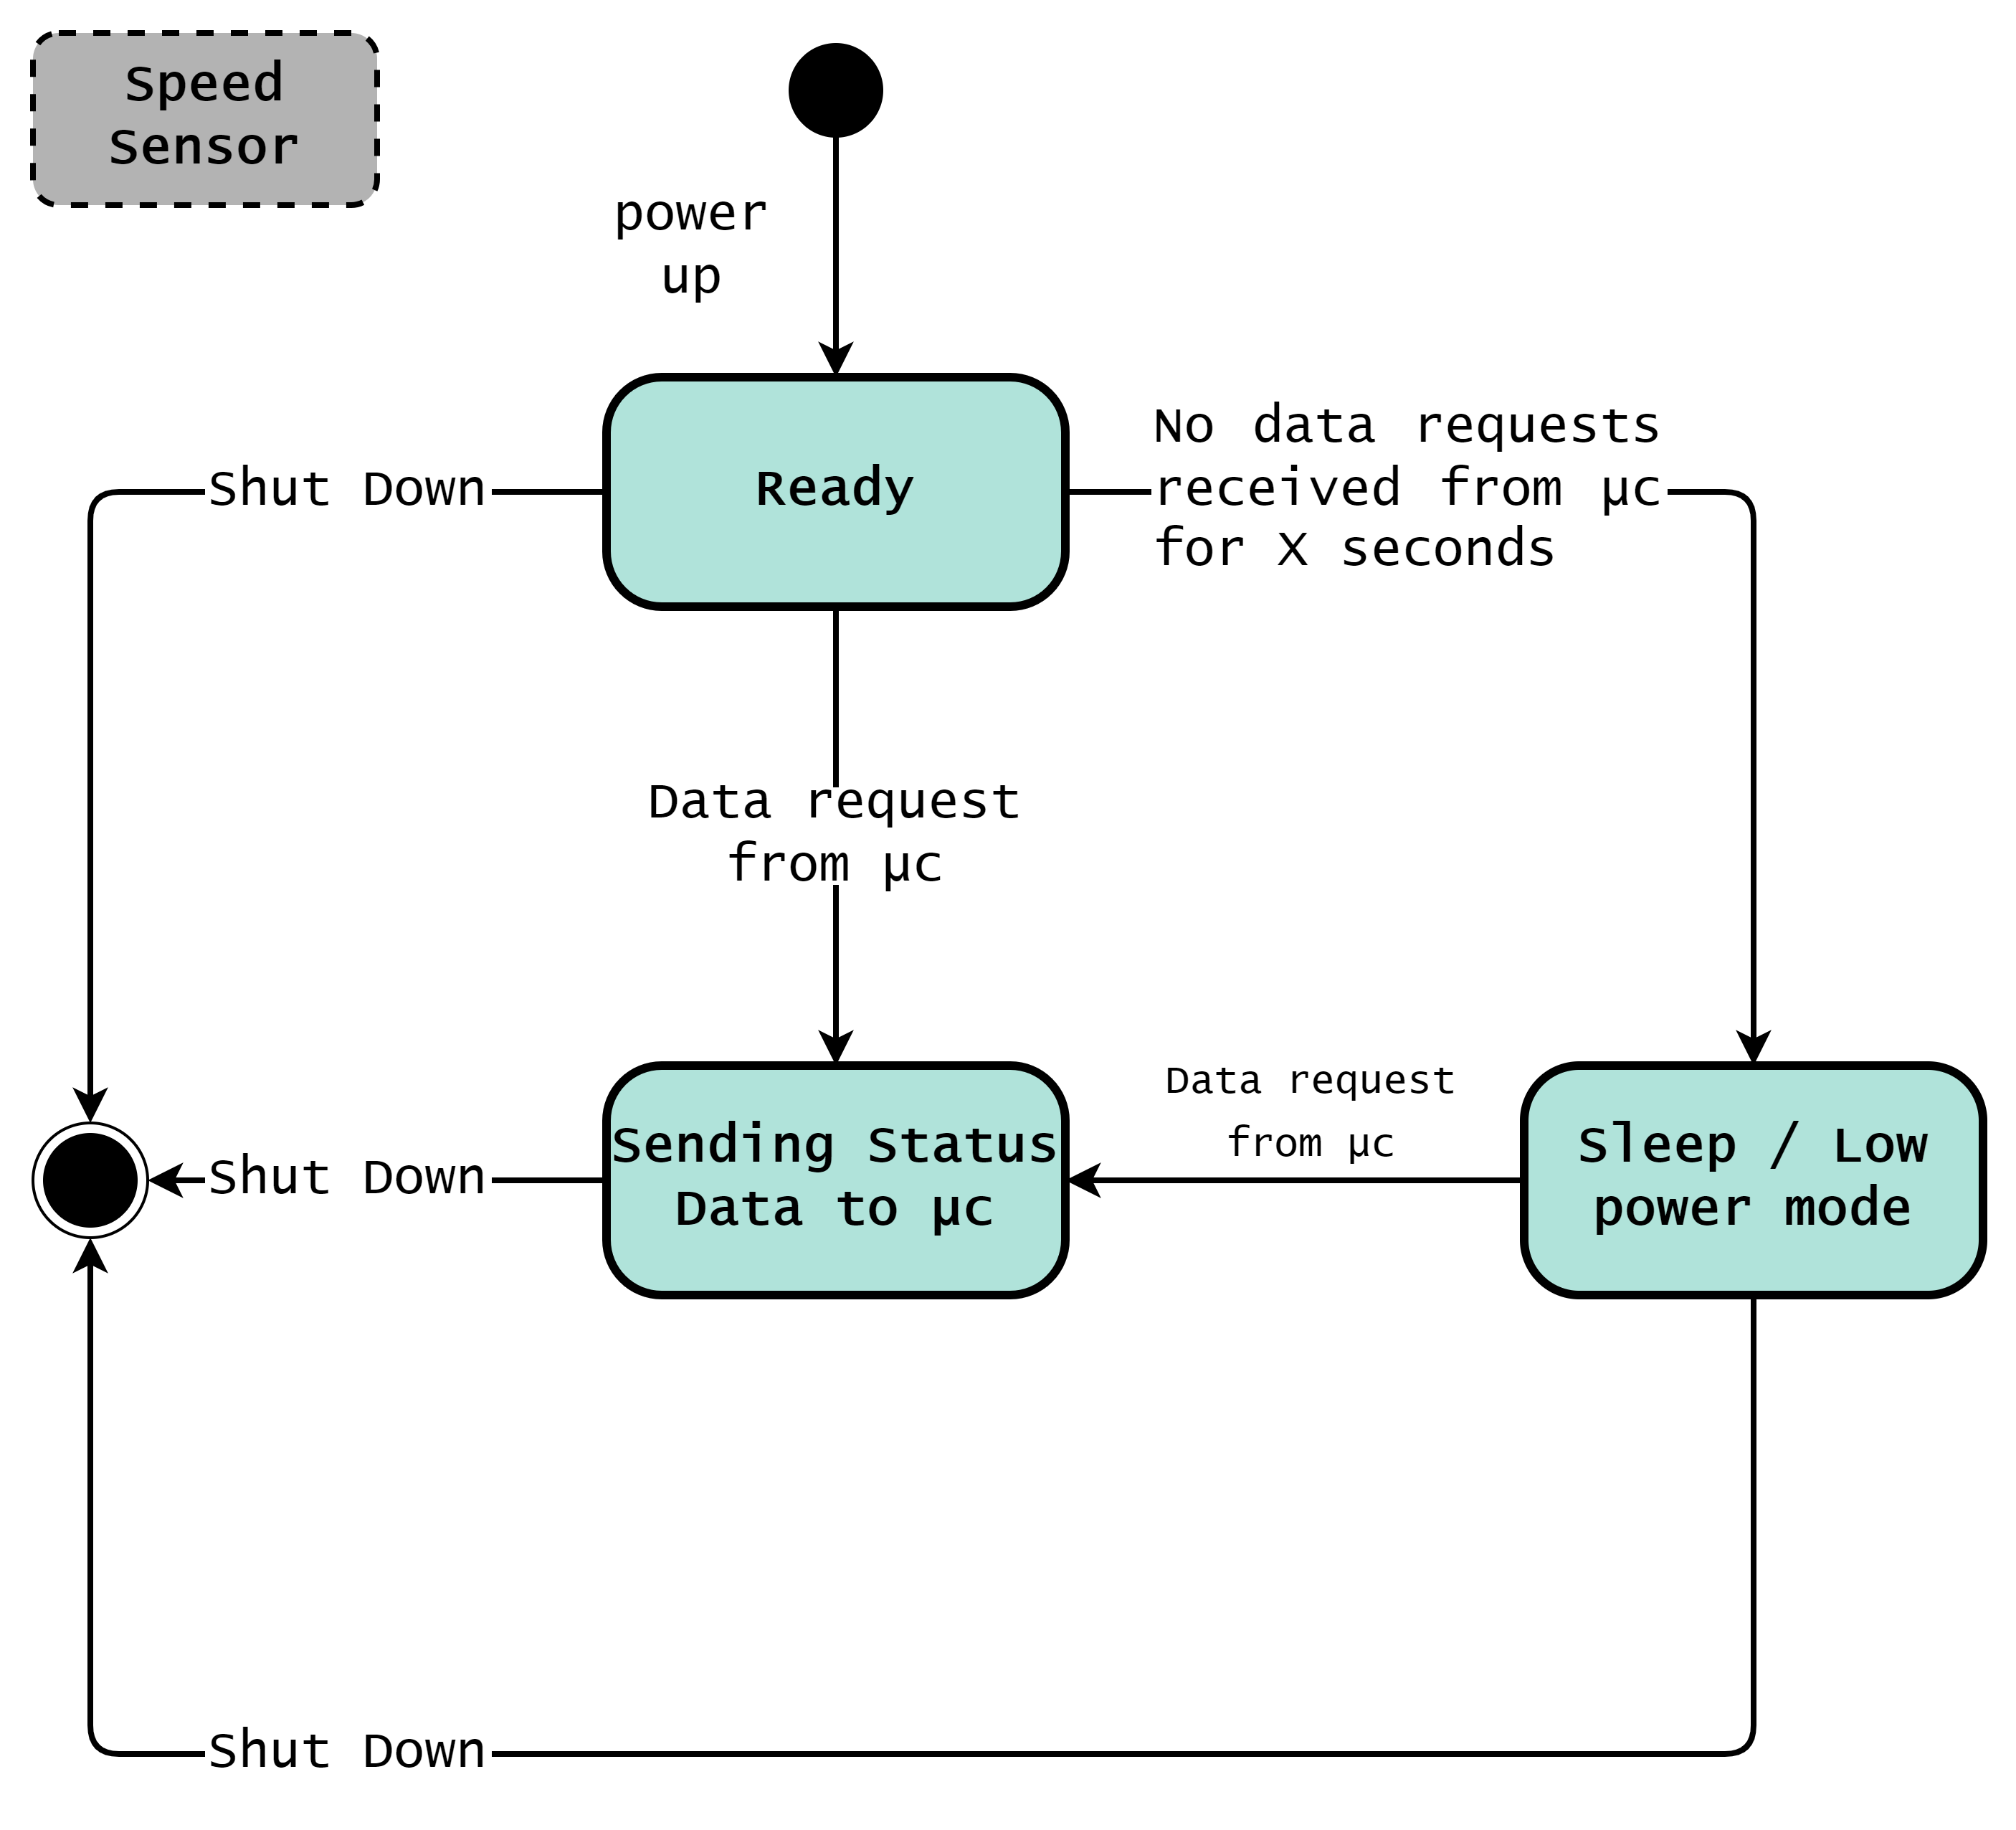 Speed
Sensor
power
up
Ready
Shut Down
No data requests
received from µc
for X seconds
Data request
from µc
Data request
from µc
Sending Status
Data to µc
Sleep / Low
power mode
Shut Down
Shut Down